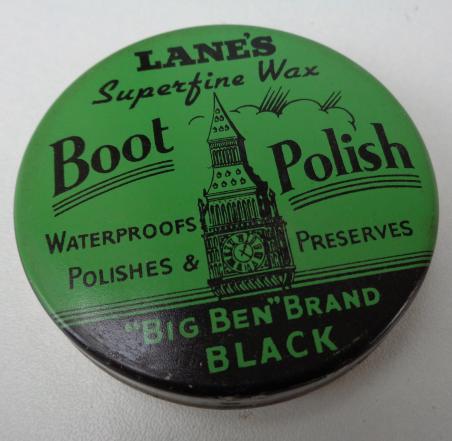 LANE'S
Superfine Wax
Boot Polish
WATERPROOFS
POLISHES & PRESERVES
"BIG BEN" BRAND
BLACK